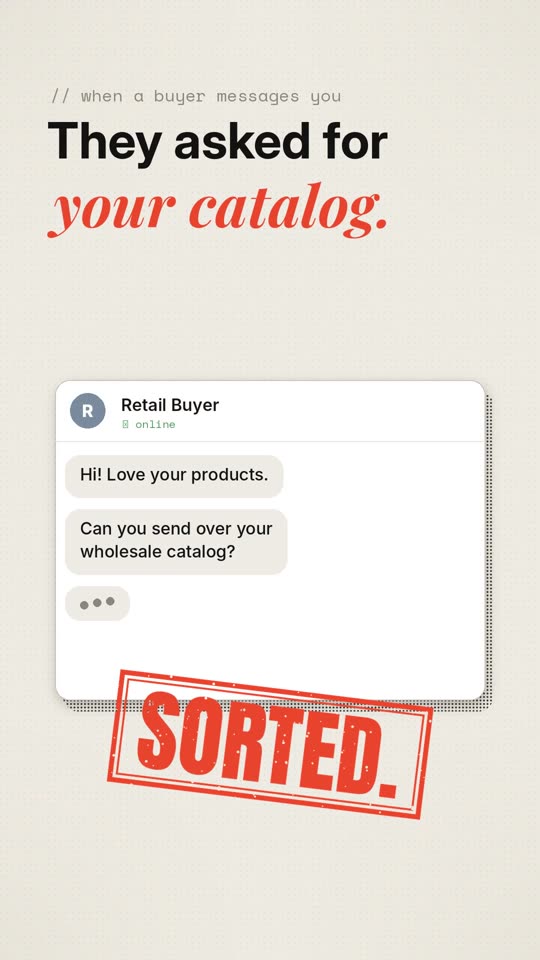 // when a buyer messages you
They asked for
your catalog.
R
Retail Buyer
online
Hi! Love your products.
Can you send over your
wholesale catalog?
SORTED.